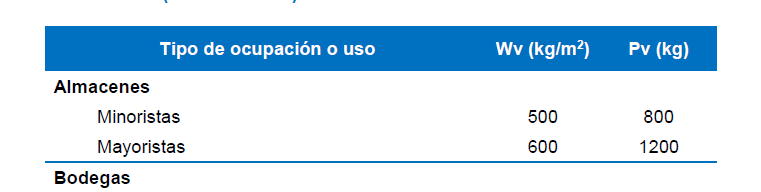 Tipo de ocupación o uso Wv (kg/m²) Pv (kg)
Almacenes
Minoristas 500 800
Mayoristas 600 1200
Bodegas